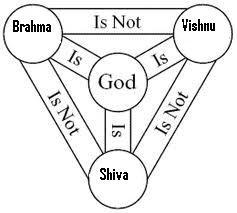 Brahma
Is Not
Vishnu
Is
Is
God
Is Not
Is
Is Not
Shiva